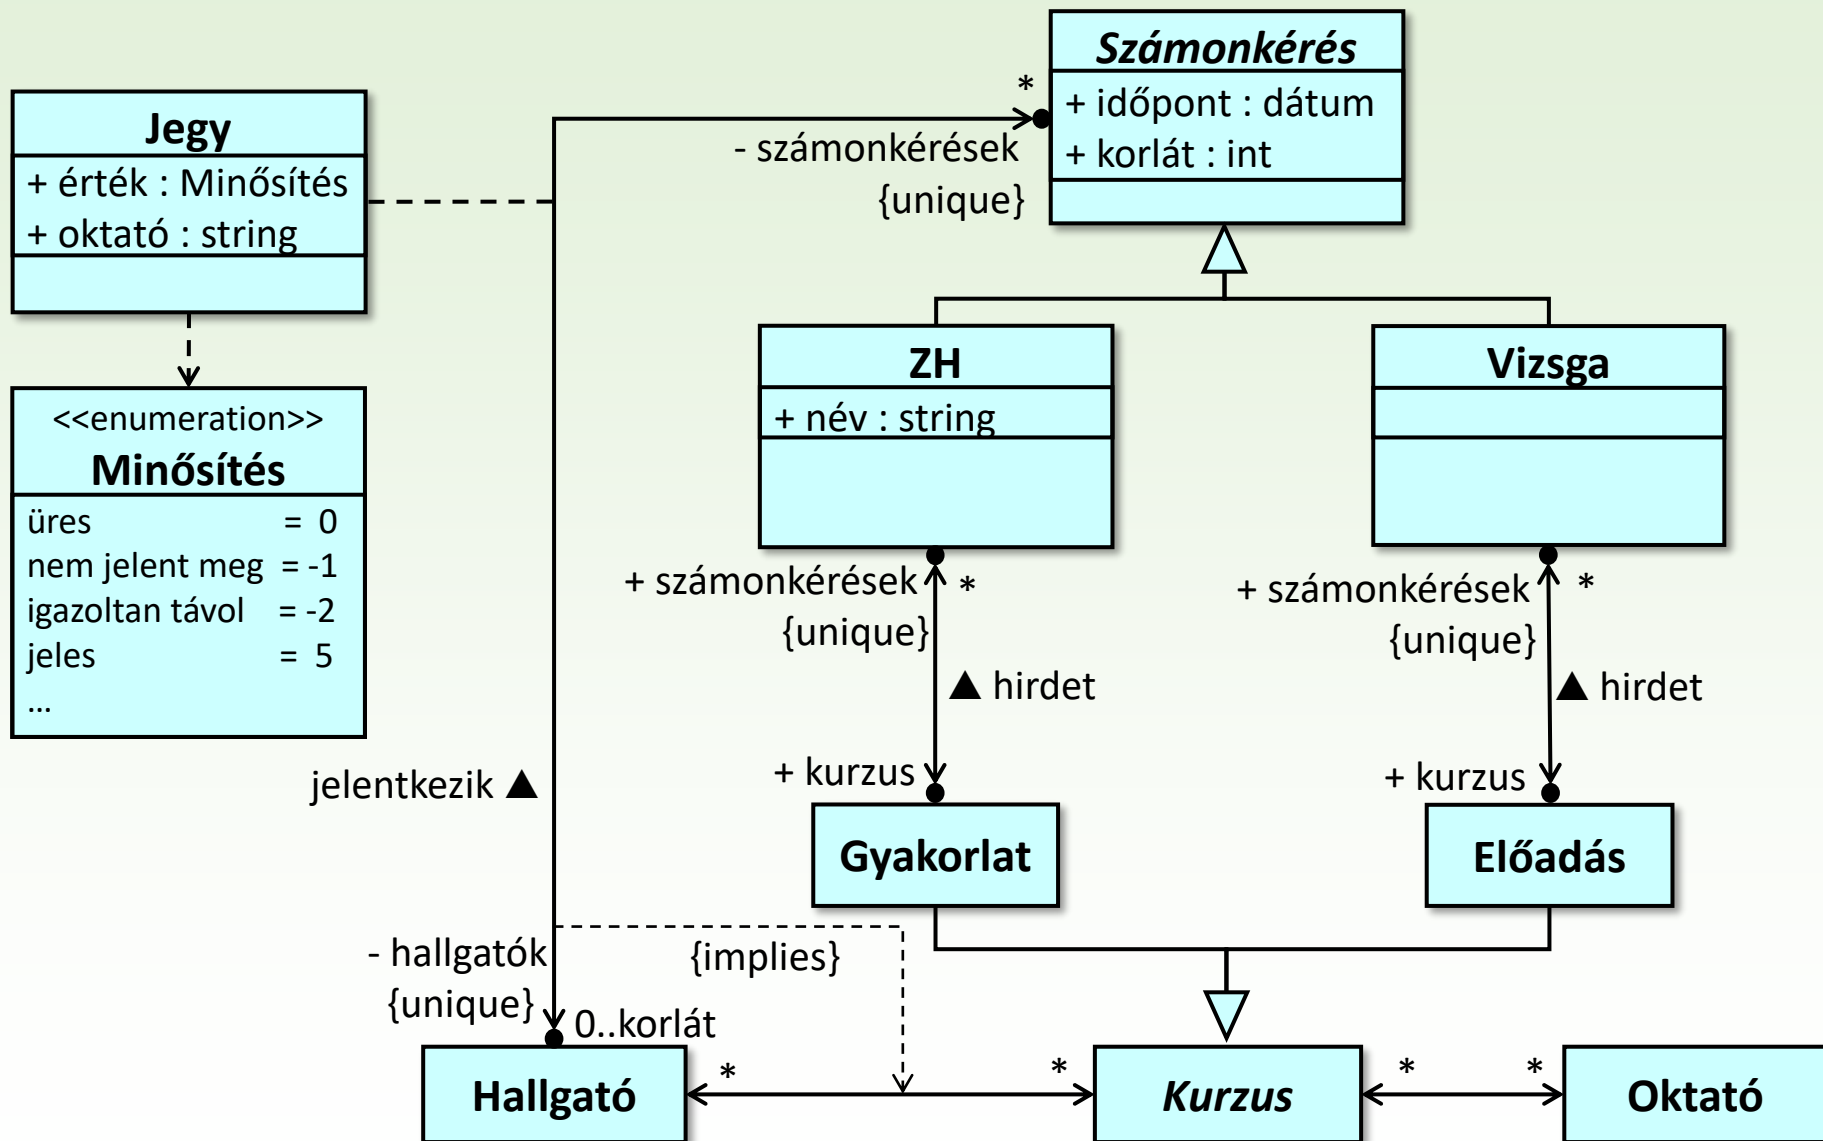 Számonkérés
+ időpont : dátum
+ korlát : int
*
- számonkérések
{unique}
Jegy
+ érték : Minősítés
+ oktató : string
<<enumeration>>
Minősítés
üres = 0
nem jelent meg = -1
igazoltan távol = -2
jeles = 5
...
ZH
+ név : string
Vizsga
+ számonkérések *
{unique}
▲ hirdet
+ kurzus
Gyakorlat
+ számonkérések *
{unique}
▲ hirdet
+ kurzus
Előadás
jelentkezik ▲
- hallgatók
{unique}
0..korlát
{implies}
Hallgató
* *
Kurzus
* *
Oktató